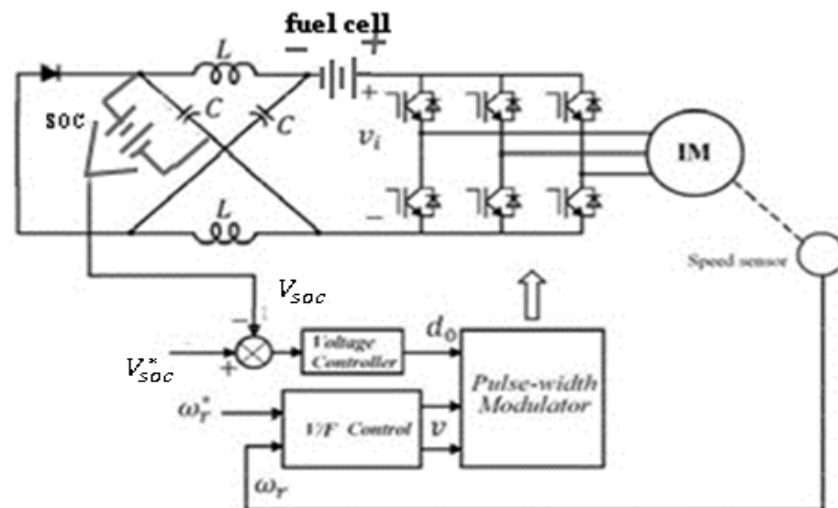 fuel cell
− +
L
C
C
soc
+
v_i
−
IM
L
Speed sensor
V_soc
−
V*_soc
+
Voltage
Controller
d_0
Pulse-width
Modulator
ω*_r
V/F Control
v
ω_r